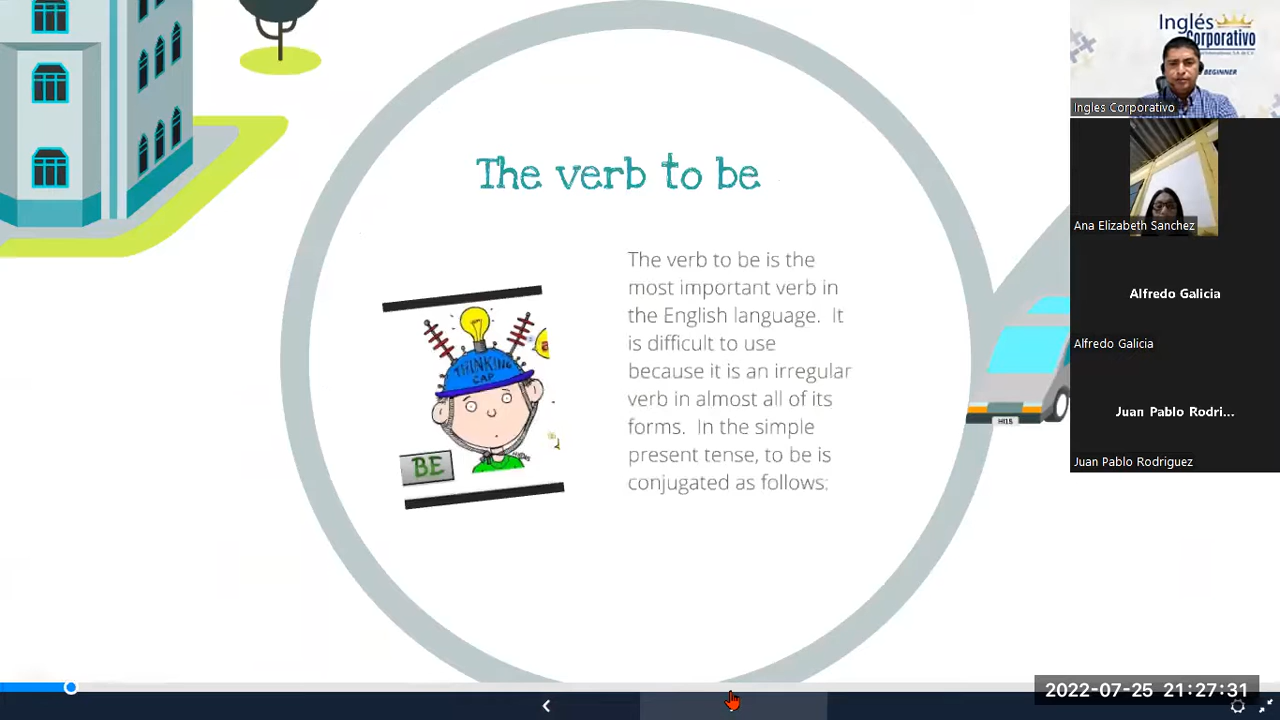 The verb to be
The verb to be is the
most important verb in
the English language. It
is difficult to use
because it is an irregular
verb in almost all of its
forms. In the simple
present tense, to be is
conjugated as follows;
THINKING
CAP
BE
HI15
Inglés
Corporativo
BEGINNER
Ingles Corporativo
Ana Elizabeth Sanchez
Alfredo Galicia
Alfredo Galicia
Juan Pablo Rodri...
Juan Pablo Rodriguez
2022-07-25 21:27:31